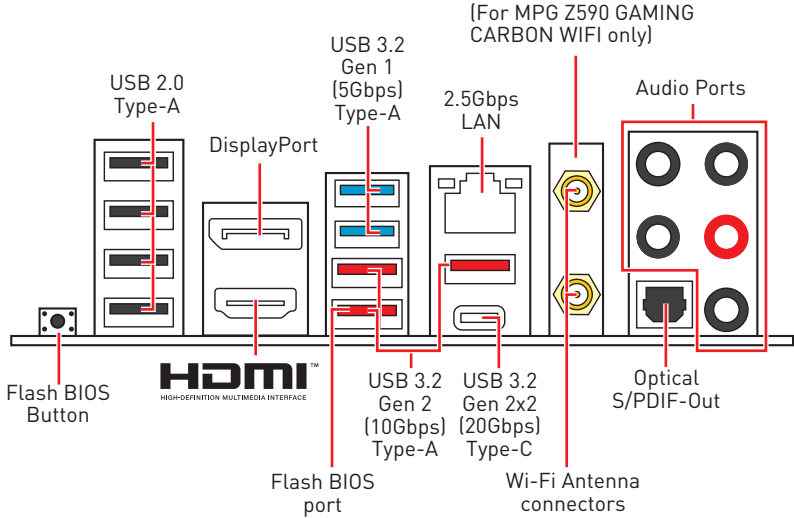 (For MPG Z590 GAMING
CARBON WIFI only)
USB 3.2
Gen 1
(5Gbps)
Type-A
USB 2.0
Type-A
2.5Gbps
LAN
Audio Ports
DisplayPort
Flash BIOS
Button
HDMI™
HIGH-DEFINITION MULTIMEDIA INTERFACE
USB 3.2
Gen 2
(10Gbps)
Type-A
USB 3.2
Gen 2x2
(20Gbps)
Type-C
Optical
S/PDIF-Out
Flash BIOS
port
Wi-Fi Antenna
connectors